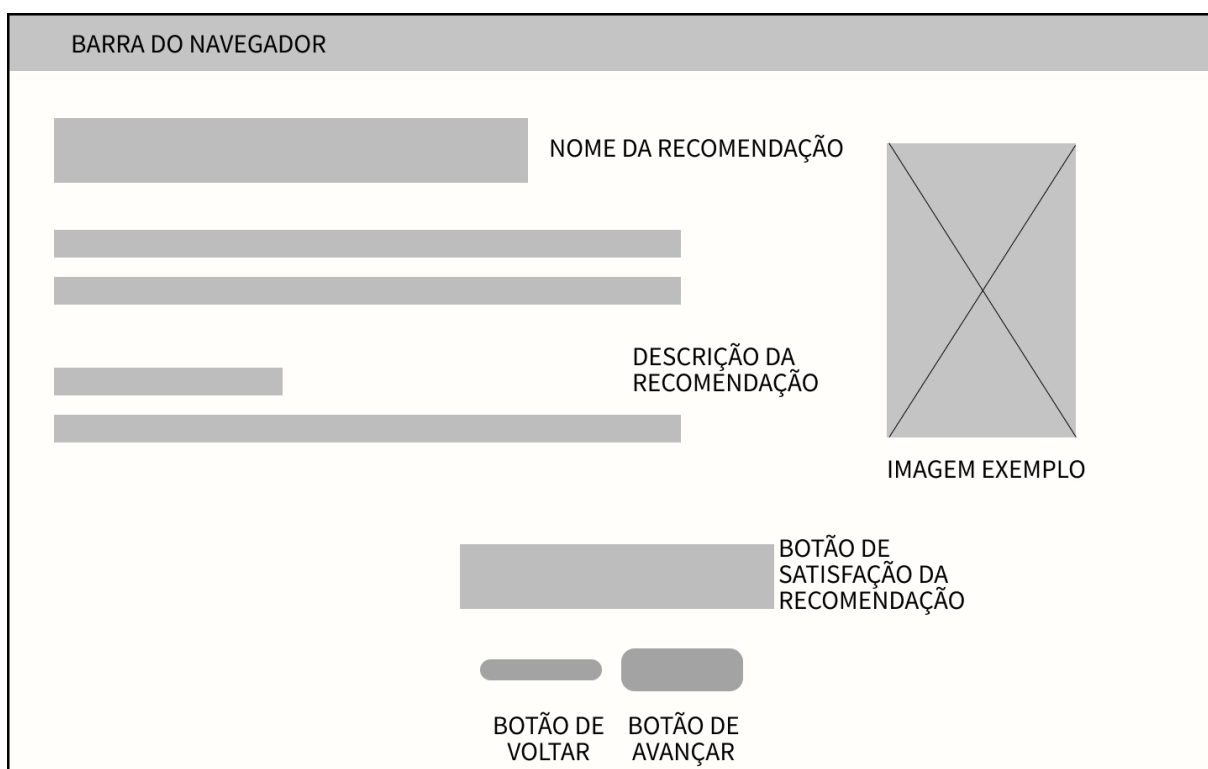 BARRA DO NAVEGADOR
NOME DA RECOMENDAÇÃO
DESCRIÇÃO DA
RECOMENDAÇÃO
IMAGEM EXEMPLO
BOTÃO DE
SATISFAÇÃO DA
RECOMENDAÇÃO
BOTÃO DE
VOLTAR
BOTÃO DE
AVANÇAR